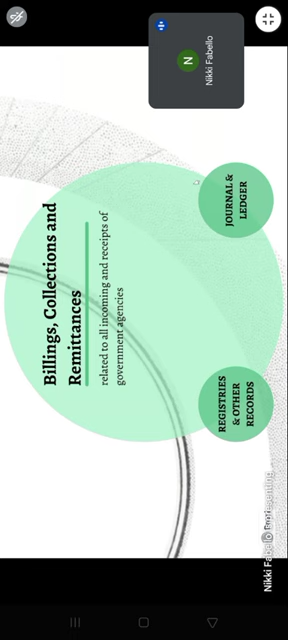 N
Nikki Fabello
Billings, Collections and
Remittances
related to all incoming and receipts of
government agencies
JOURNAL &
LEDGER
REGISTRIES
& OTHER
RECORDS
Nikki Fabello